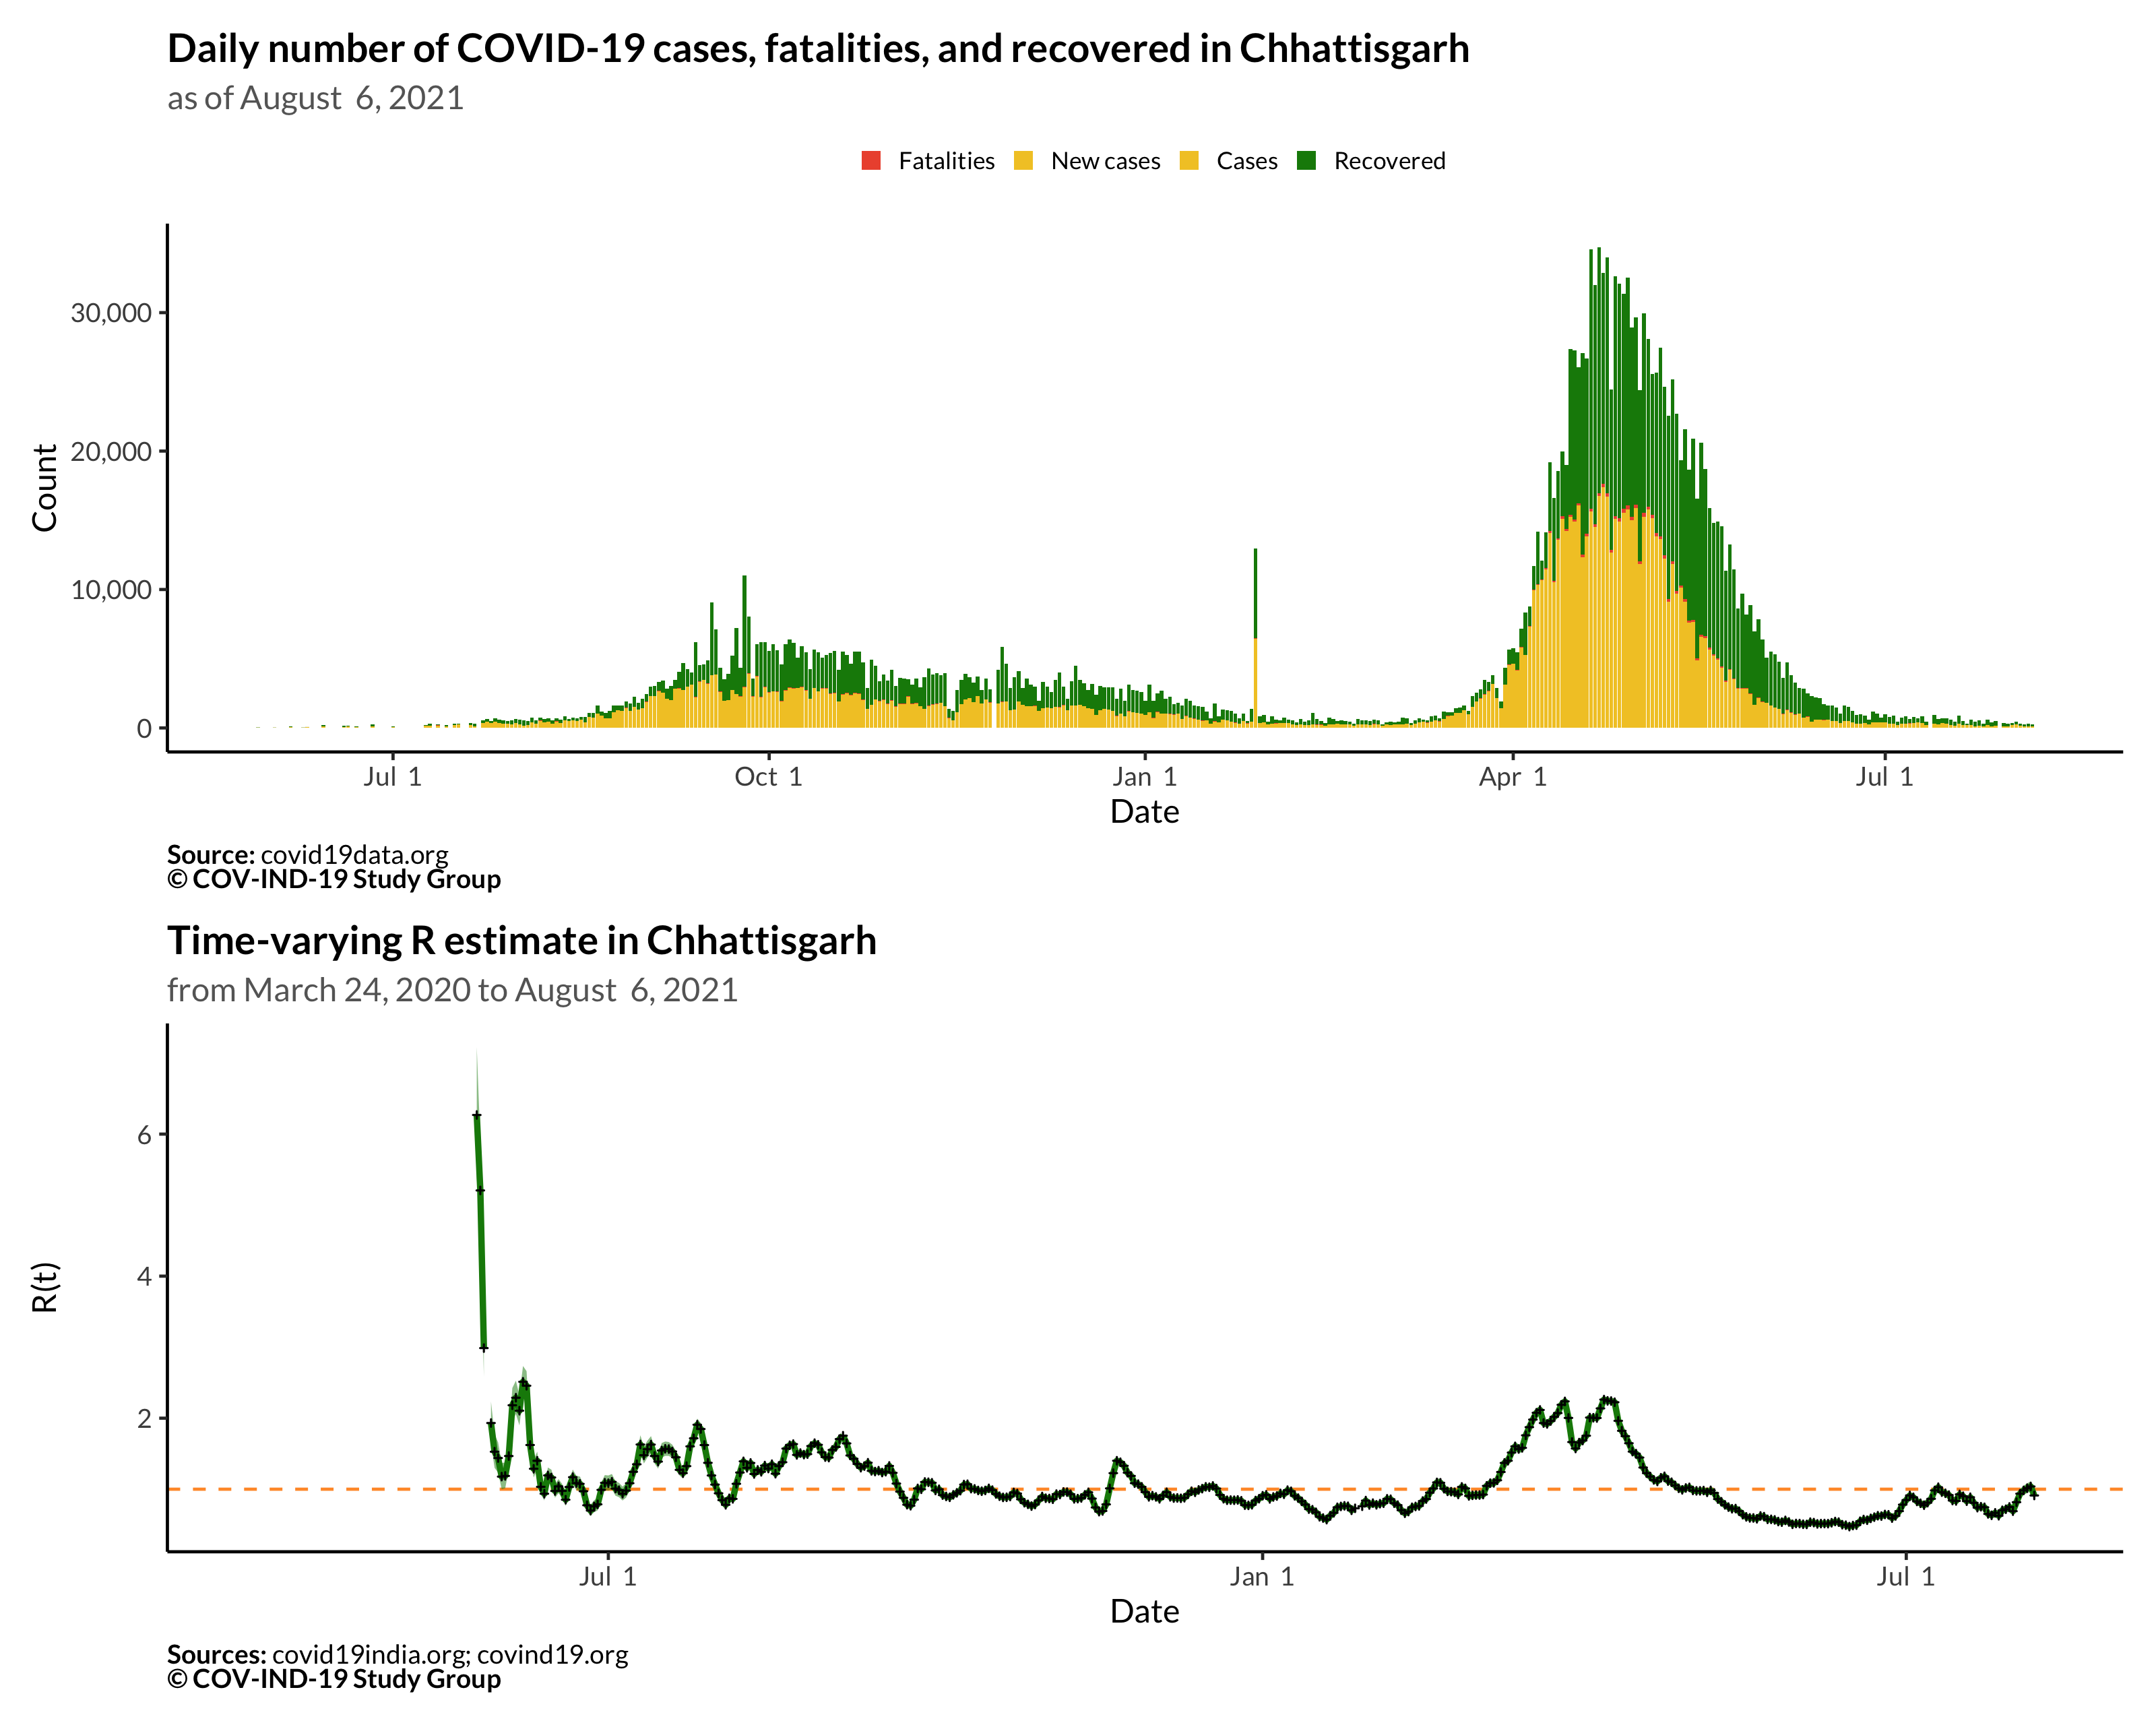 Daily number of COVID-19 cases, fatalities, and recovered in Chhattisgarh
as of August  6, 2021
Fatalities New cases Cases Recovered
Count
30,000
20,000
10,000
0
Jul  1 Oct  1 Jan  1 Apr  1 Jul  1
Date
Source: covid19data.org
© COV-IND-19 Study Group
Time-varying R estimate in Chhattisgarh
from March 24, 2020 to August  6, 2021
R(t)
6
4
2
Jul  1 Jan  1 Jul  1
Date
Sources: covid19india.org; covind19.org
© COV-IND-19 Study Group